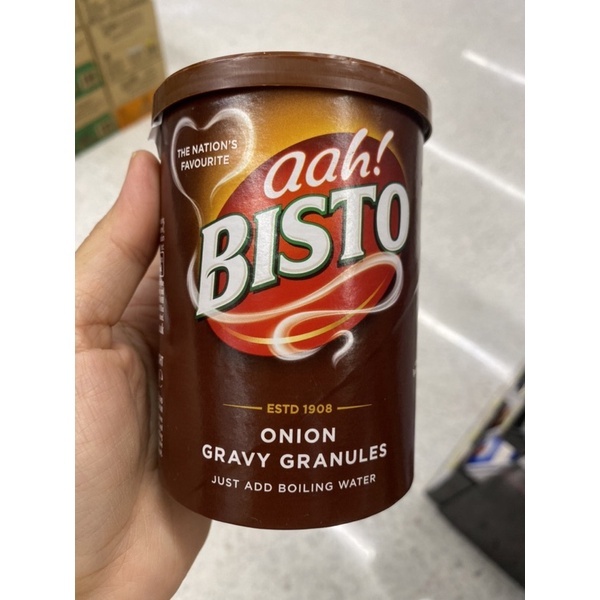 THE NATION'S
FAVOURITE
aah!
BISTO
ESTD 1908
ONION
GRAVY GRANULES
JUST ADD BOILING WATER